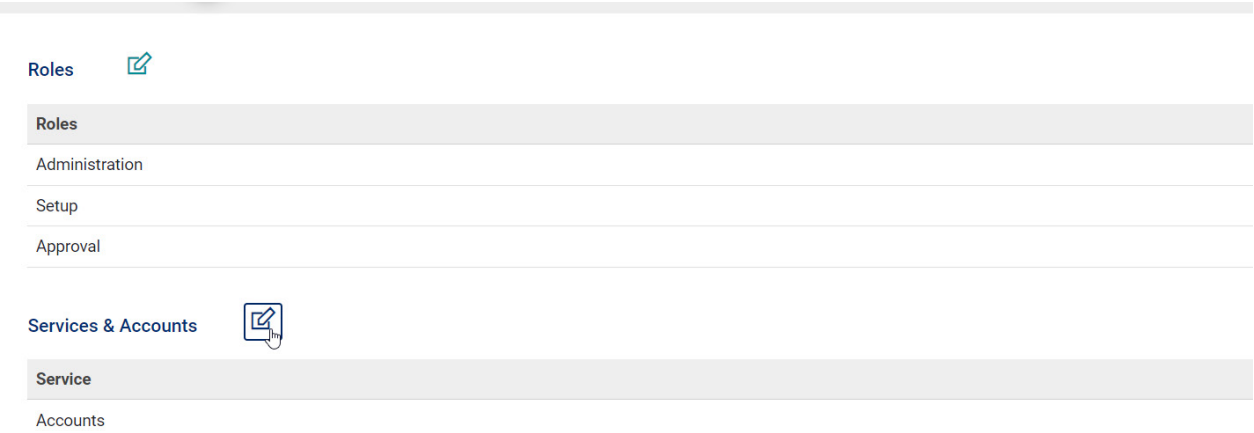 Roles
Roles
Administration
Setup
Approval
Services & Accounts
Service
Accounts